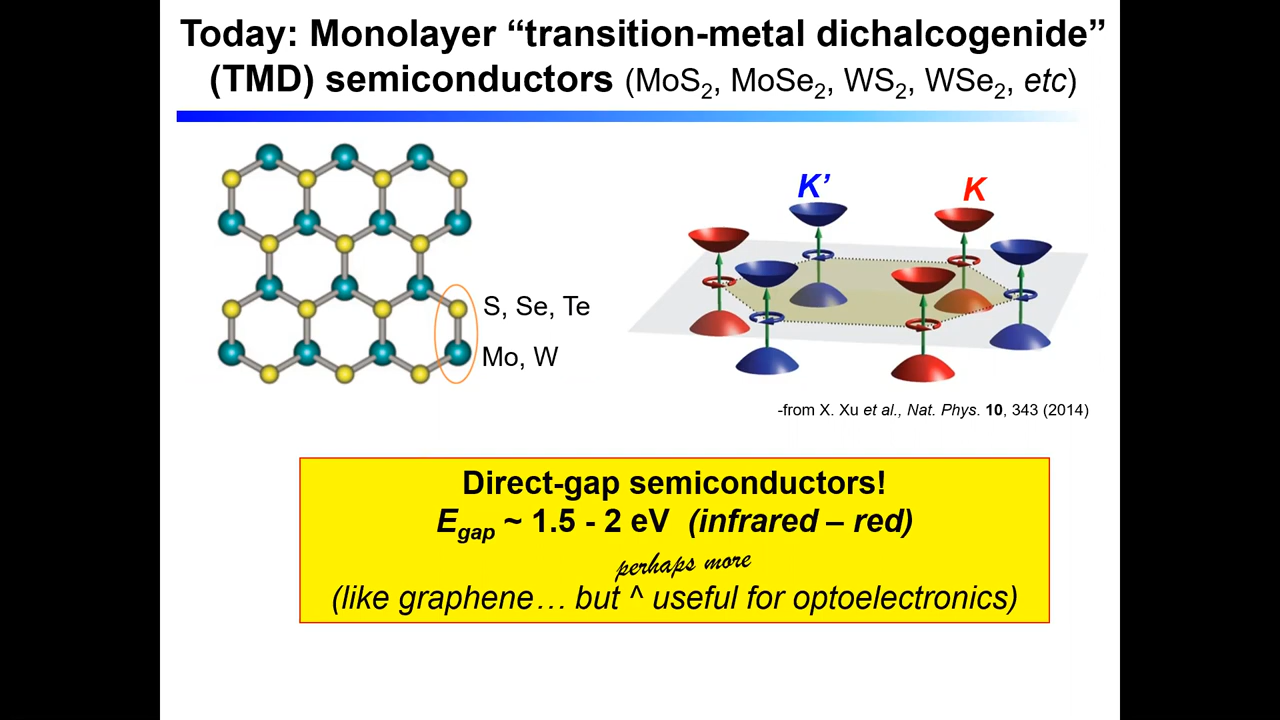 Today: Monolayer “transition-metal dichalcogenide”
(TMD) semiconductors (MoS₂, MoSe₂, WS₂, WSe₂, etc)
K’
K
S, Se, Te
Mo, W
-from X. Xu et al., Nat. Phys. 10, 343 (2014)
Direct-gap semiconductors!
E_gap ~ 1.5 - 2 eV (infrared – red)
perhaps more
(like graphene… but ^ useful for optoelectronics)